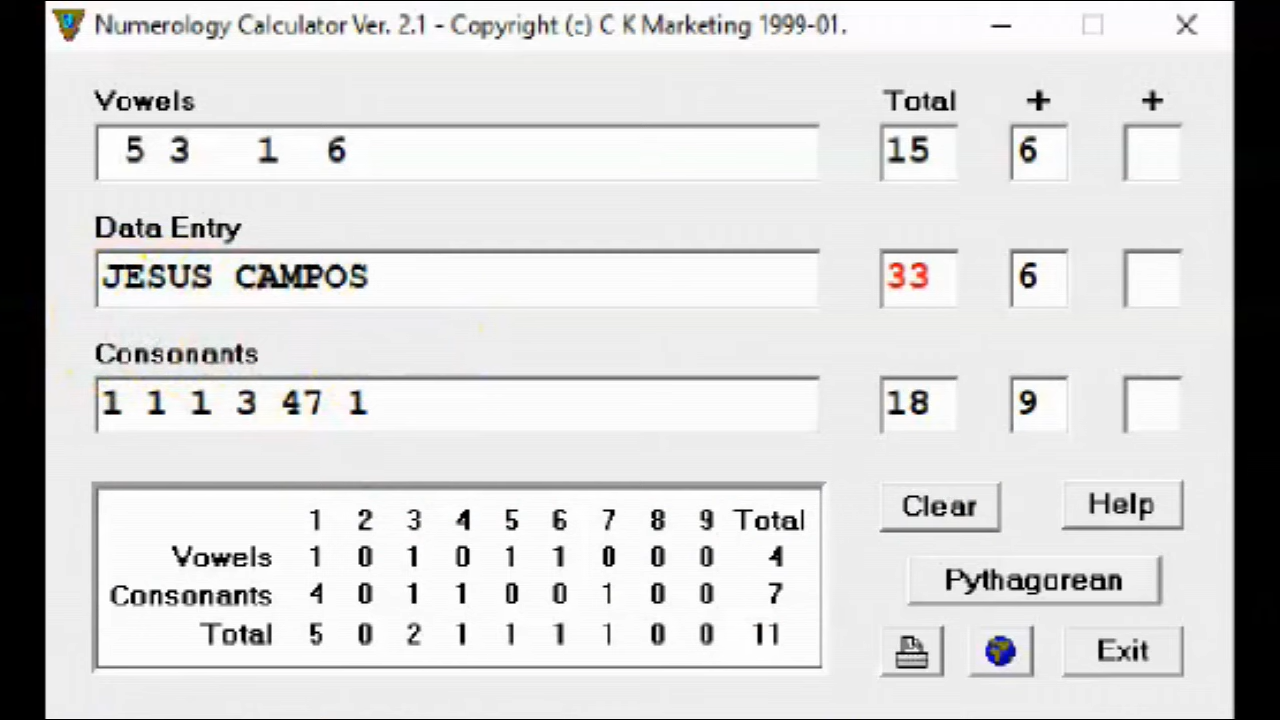 Numerology Calculator Ver. 2.1 - Copyright (c) C K Marketing 1999-01.
Vowels Total + +
5 3 1 6 15 6
Data Entry
JESUS CAMPOS 33 6
Consonants
1 1 1 3 47 1 18 9
1 2 3 4 5 6 7 8 9 Total
Vowels 1 0 1 0 1 1 0 0 0 4
Consonants 4 0 1 1 0 0 1 0 0 7
Total 5 0 2 1 1 1 1 0 0 11
Clear Help
Pythagorean
Exit